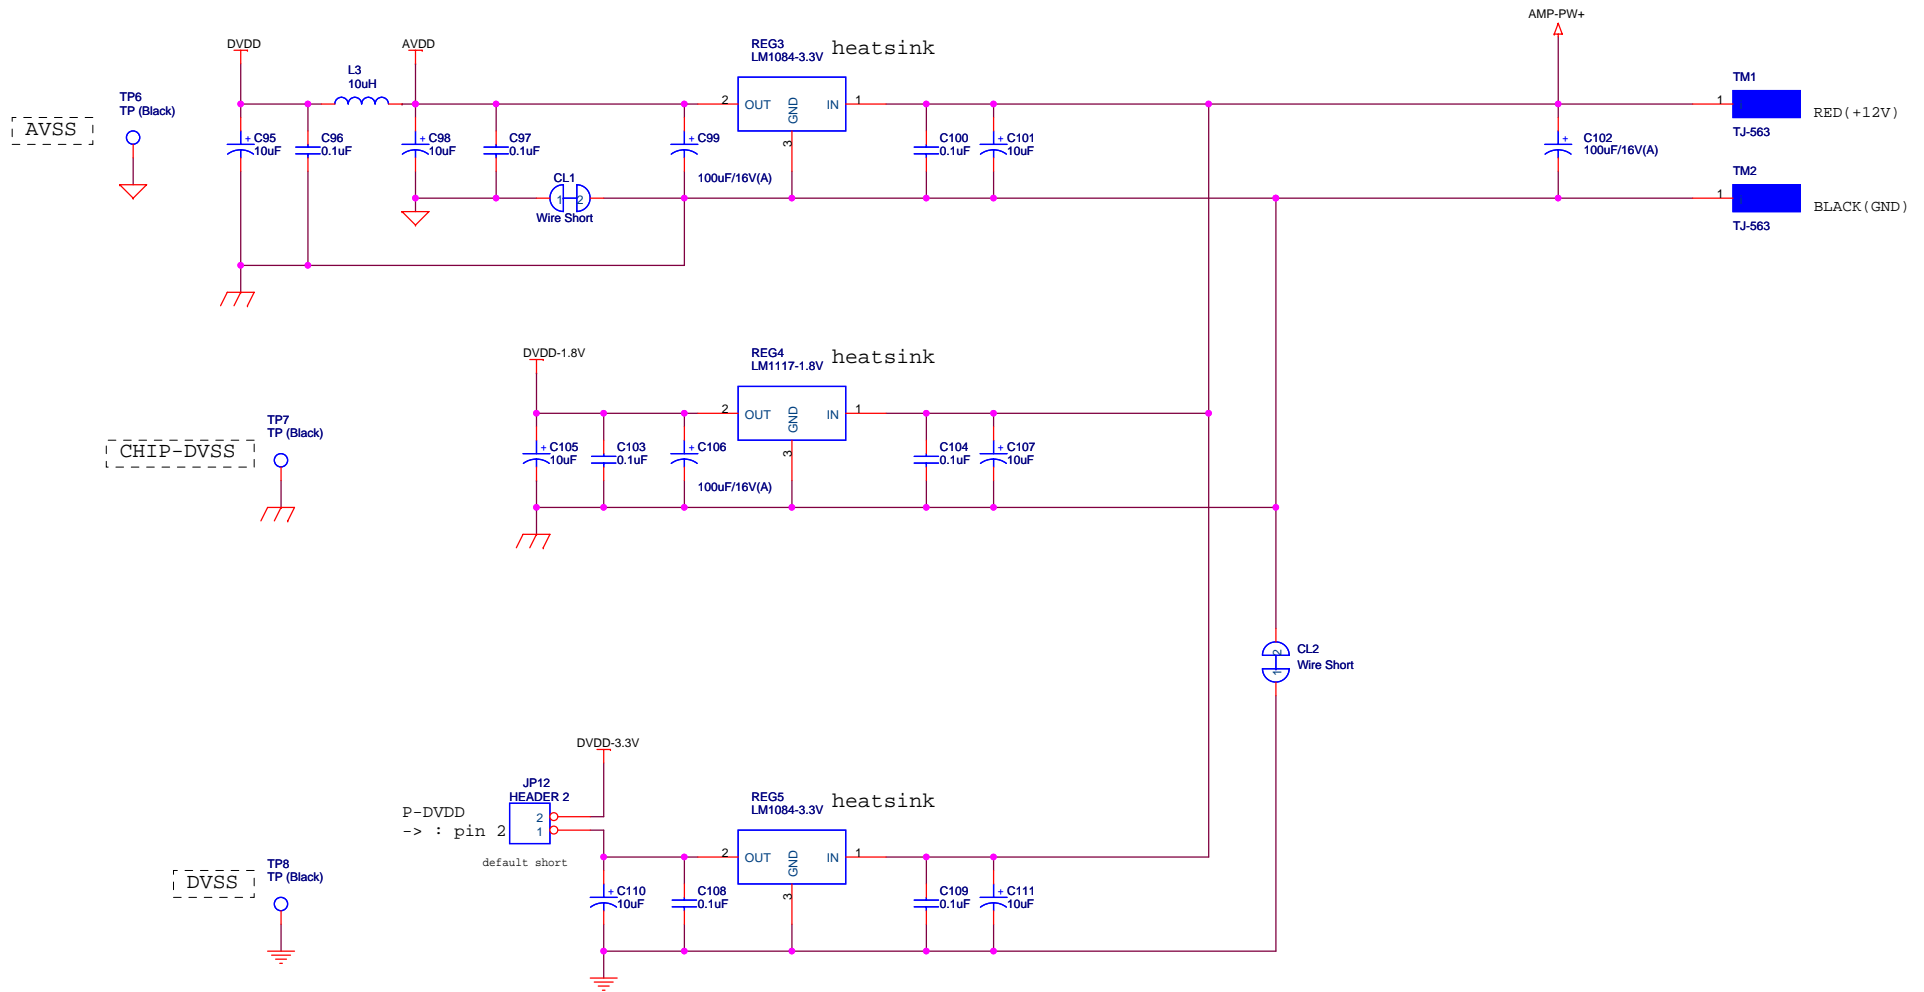 AMP-PW+
DVDD
AVDD
REG3
LM1084-3.3V
heatsink
L3
10uH
TM1
TP6
TP (Black)
AVSS
2
OUT
GND
IN
1
3
1
RED(+12V)
TJ-563
C95
10uF
C96
0.1uF
C98
10uF
C97
0.1uF
C99
100uF/16V(A)
C100
0.1uF
C101
10uF
C102
100uF/16V(A)
CL1
1
2
Wire Short
TM2
1
BLACK(GND)
TJ-563
DVDD-1.8V
REG4
LM1117-1.8V
heatsink
TP7
TP (Black)
CHIP-DVSS
2
OUT
GND
IN
1
3
C105
10uF
C103
0.1uF
C106
100uF/16V(A)
C104
0.1uF
C107
10uF
CL2
Wire Short
2
1
DVDD-3.3V
JP12
HEADER 2
P-DVDD
-> : pin 2
2
1
default short
REG5
LM1084-3.3V
heatsink
TP8
TP (Black)
DVSS
2
OUT
GND
IN
1
3
C110
10uF
C108
0.1uF
C109
0.1uF
C111
10uF